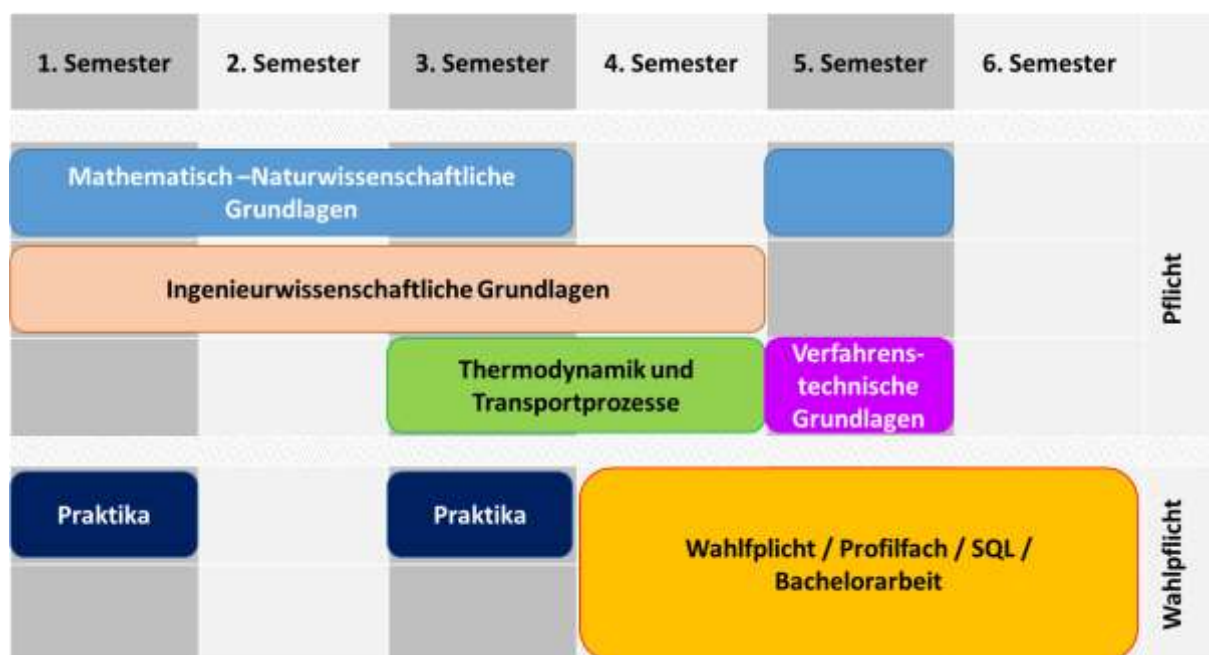 1. Semester
2. Semester
3. Semester
4. Semester
5. Semester
6. Semester
Mathematisch –Naturwissenschaftliche
Grundlagen
Ingenieurwissenschaftliche Grundlagen
Thermodynamik und
Transportprozesse
Verfahrens-
technische
Grundlagen
Pflicht
Praktika
Praktika
Wahlfplicht / Profilfach / SQL /
Bachelorarbeit
Wahlpflicht